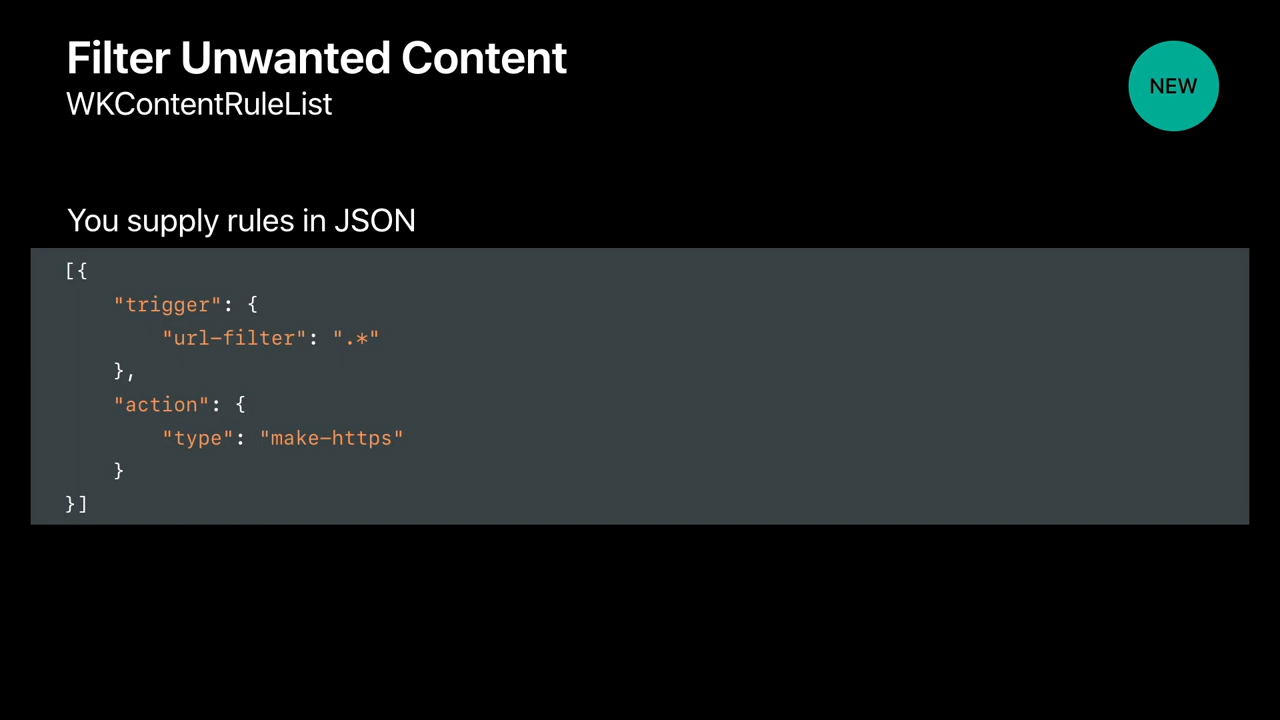 Filter Unwanted Content
WKContentRuleList
NEW
You supply rules in JSON
[{
    "trigger": {
        "url-filter": ".*"
    },
    "action": {
        "type": "make-https"
    }
}]